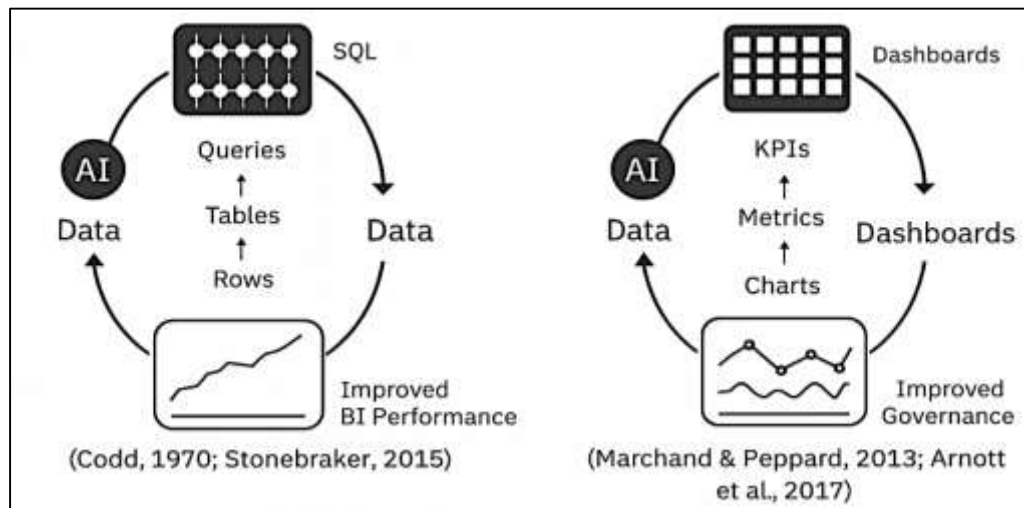 SQL
Queries
AI
Tables
Data
Data
Rows
Improved
BI Performance
(Codd, 1970; Stonebraker, 2015)
Dashboards
KPIs
AI
Metrics
Data
Dashboards
Charts
Improved
Governance
(Marchand & Peppard, 2013; Arnott
et al., 2017)